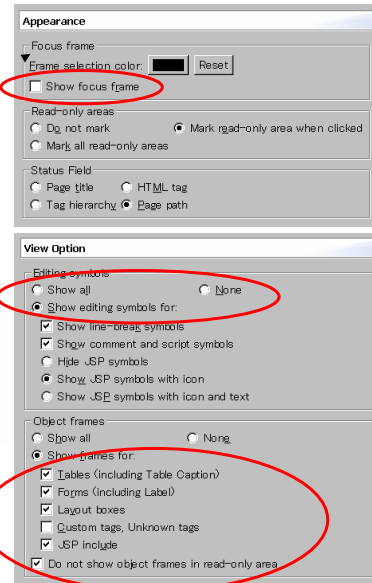 Appearance
Focus frame
Frame selection color: Reset
Show focus frame
Read-only areas
Do not mark Mark read-only area when clicked
Mark all read-only areas
Status Field
Page title HTML tag
Tag hierarchy Page path
View Option
Editing symbols
Show all None
Show editing symbols for:
Show line-break symbols
Show comment and script symbols
Hide JSP symbols
Show JSP symbols with icon
Show JSP symbols with icon and text
Object frames
Show all None
Show frames for:
Tables (including Table Caption)
Forms (including Label)
Layout boxes
Custom tags, Unknown tags
JSP include
Do not show object frames in read-only area